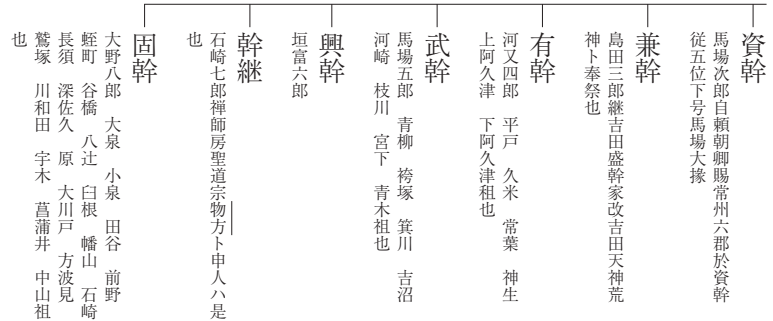 資幹
馬場次郎自頼朝卿賜常州六郡於資幹
従五位下号馬場大掾
兼幹
島田三郎継吉田盛幹家改吉田天神荒
神ト奉祭也
有幹
河又四郎 平戸 久米 常葉 神生
上阿久津 下阿久津祖也
武幹
馬場五郎 青柳 袴塚 箕川 吉沼
河崎 枝川 宮下 青木祖也
興幹
垣富六郎
幹継
石崎七郎禅師房聖道宗物方ト申人ハ是
也
固幹
大野八郎 大泉 小泉 田谷 前野
蛭町 谷橋 八辻 臼根 幡山 石崎
長須 深佐久 原 大川戸 方波見
鷲塚 川和田 宇木 菖蒲井 中山祖
也